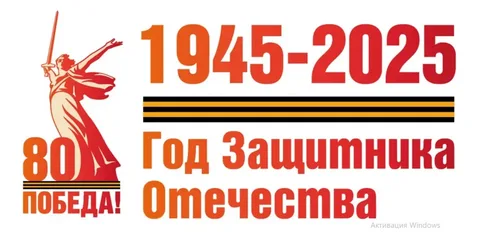 80
ПОБЕДА!
1945-2025
Год Защитника
Отечества
Активация Windows